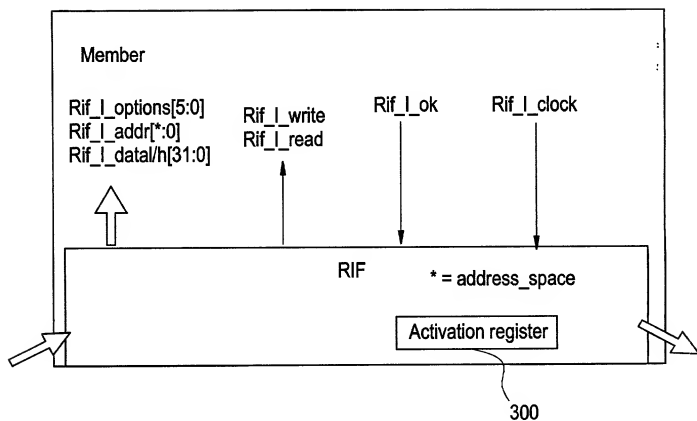 Member
Rif_I_options[5:0]
Rif_I_addr[*:0]
Rif_I_datal/h[31:0]
Rif_I_write
Rif_I_read
Rif_I_ok
Rif_I_clock
RIF
* = address_space
Activation register
300